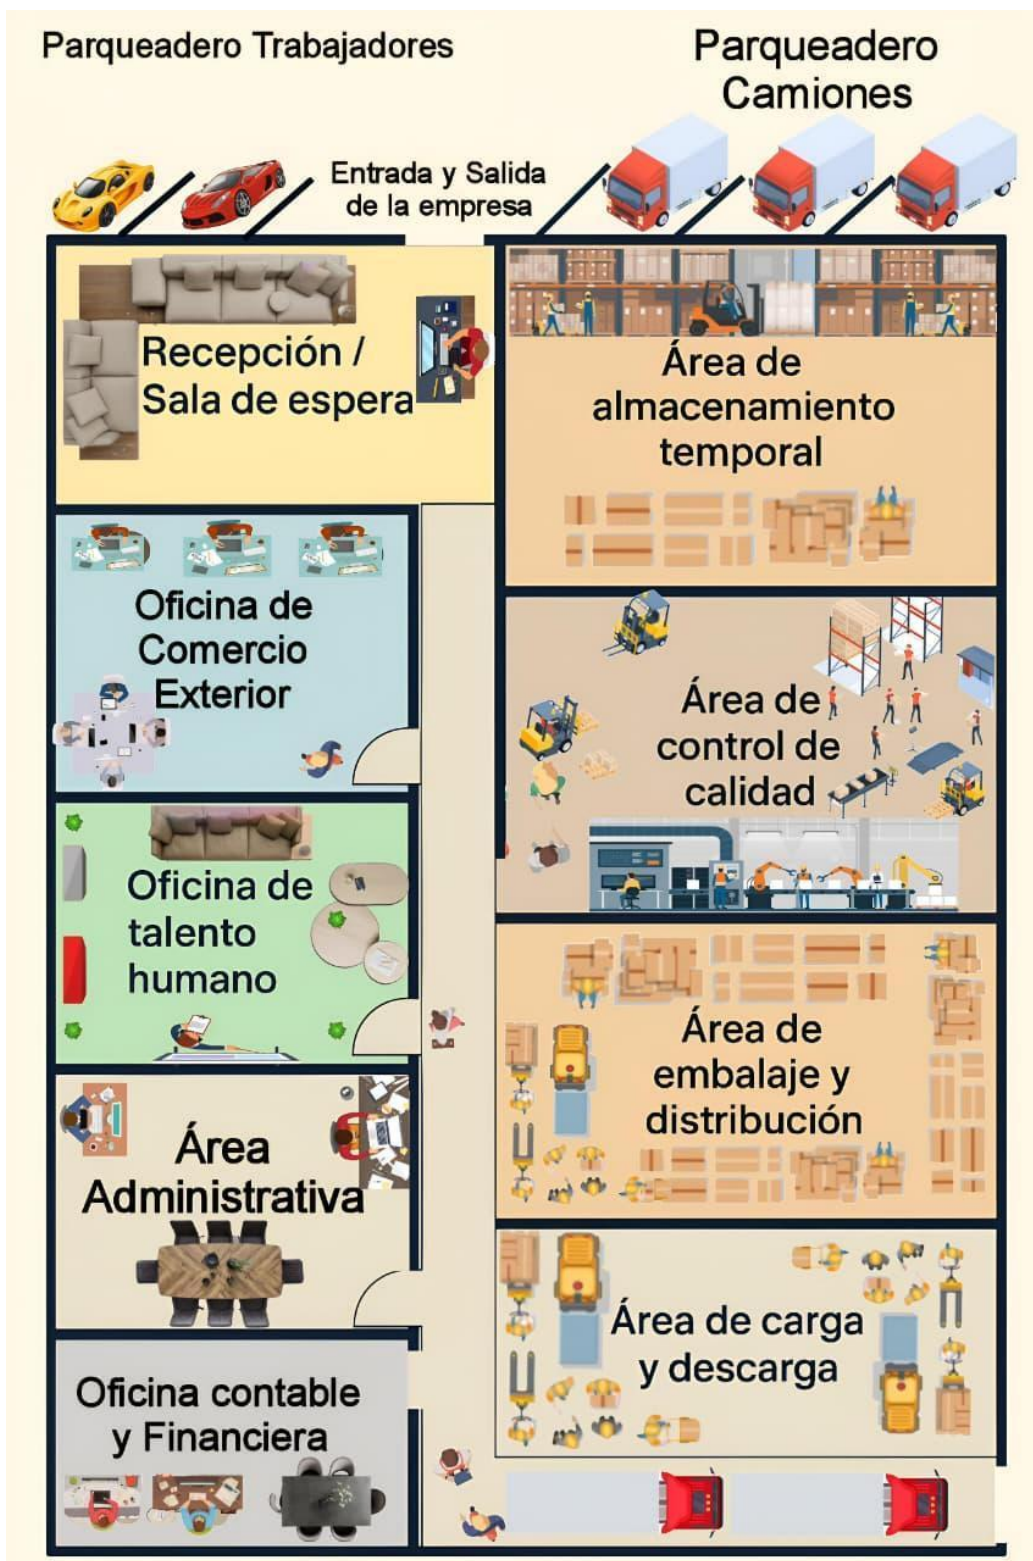 Parqueadero Trabajadores
Parqueadero
Camiones
Entrada y Salida
de la empresa
Recepción /
Sala de espera
Área de
almacenamiento
temporal
Oficina de
Comercio
Exterior
Área de
control de
calidad
Oficina de
talento
humano
Área de
embalaje y
distribución
Área
Administrativa
Área de carga
y descarga
Oficina contable
y Financiera